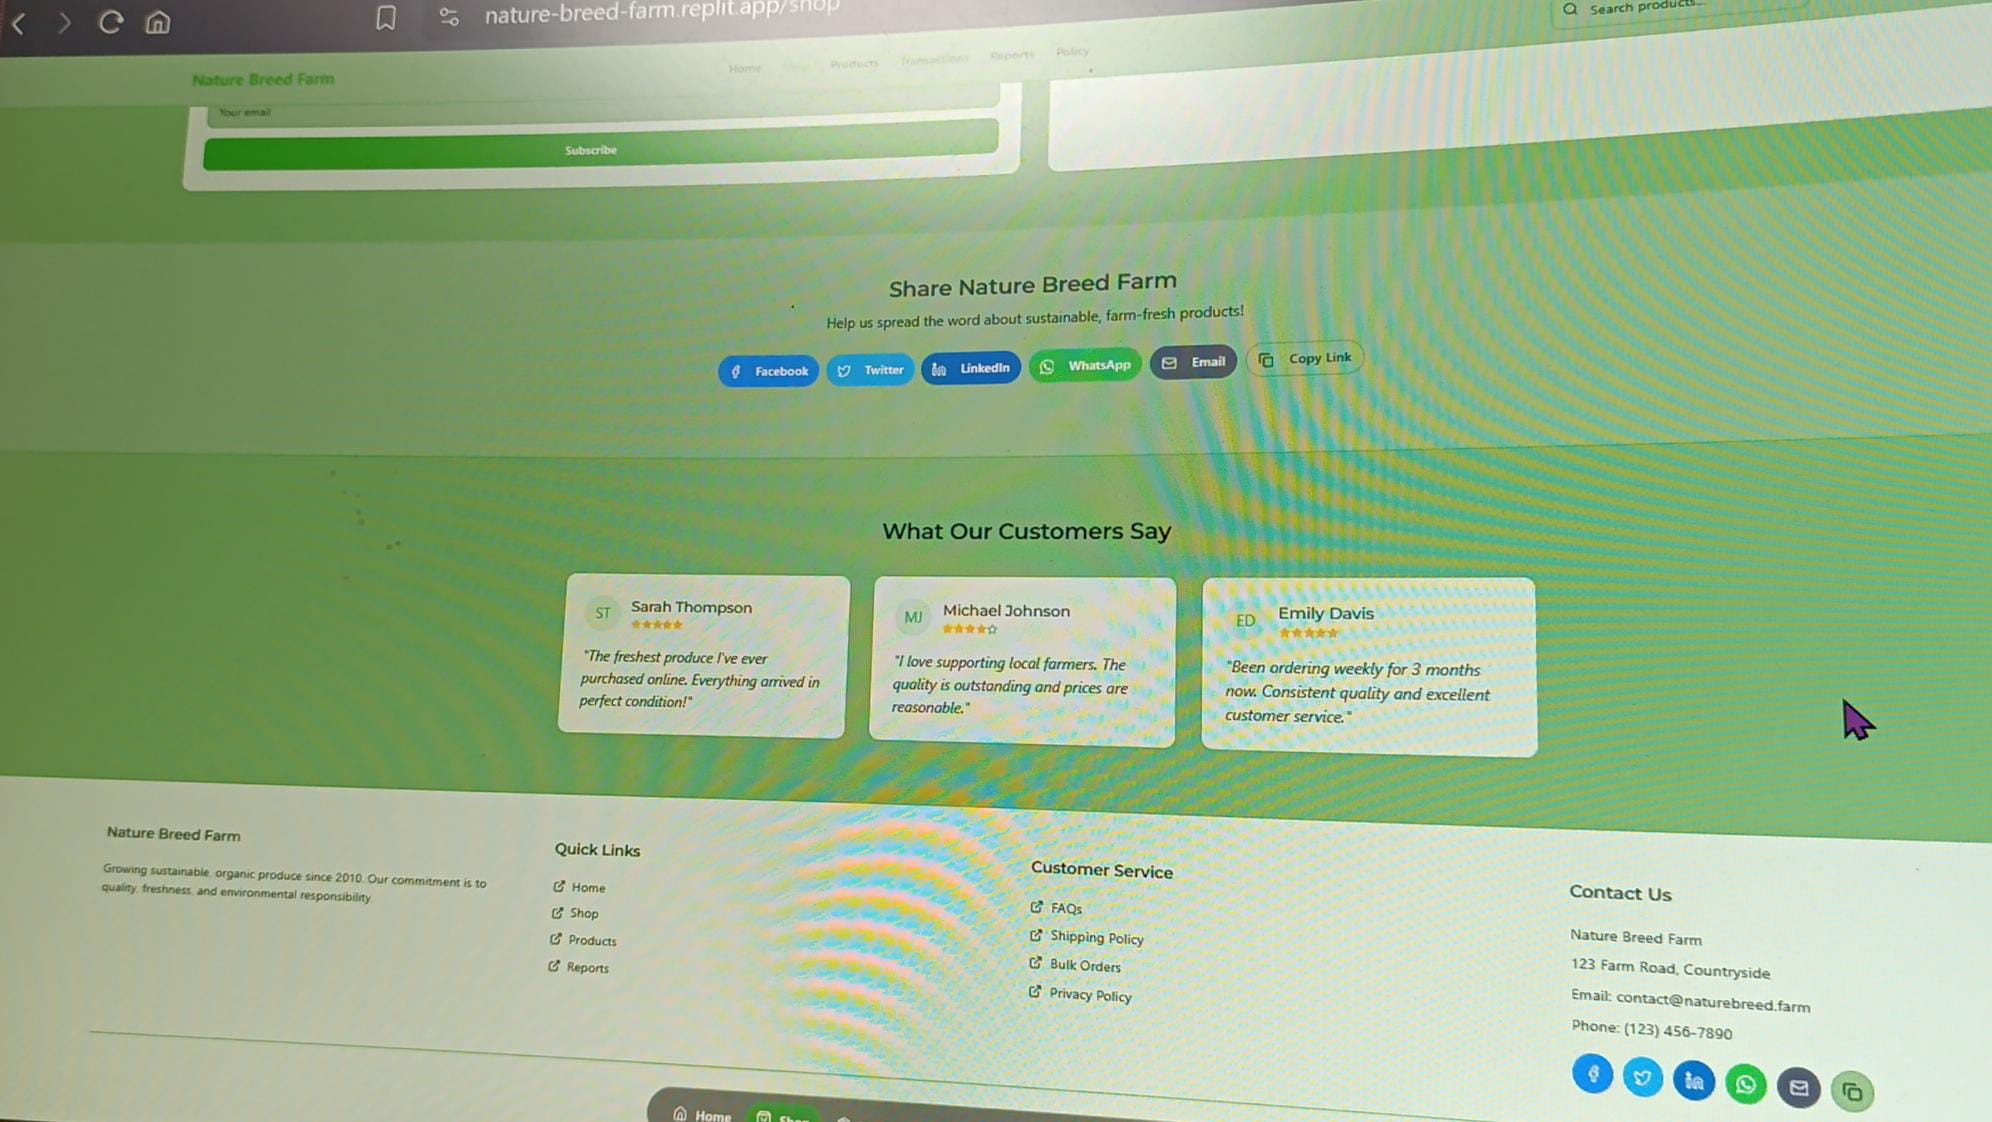 nature-breed-farm.replit.app/shop
Search products...
Nature Breed Farm
Home
Products
Transactions
Reports
Policy
Your email
Subscribe
Share Nature Breed Farm
Help us spread the word about sustainable, farm-fresh products!
Facebook
Twitter
LinkedIn
WhatsApp
Email
Copy Link
What Our Customers Say
ST
Sarah Thompson
"The freshest produce I've ever
purchased online. Everything arrived in
perfect condition!"
MJ
Michael Johnson
"I love supporting local farmers. The
quality is outstanding and prices are
reasonable."
ED
Emily Davis
"Been ordering weekly for 3 months
now. Consistent quality and excellent
customer service."
Nature Breed Farm
Growing sustainable, organic produce since 2010. Our commitment is to
quality, freshness, and environmental responsibility.
Quick Links
Home
Shop
Products
Reports
Customer Service
FAQs
Shipping Policy
Bulk Orders
Privacy Policy
Contact Us
Nature Breed Farm
123 Farm Road, Countryside
Email: contact@naturebreed.farm
Phone: (123) 456-7890
Home
Shop